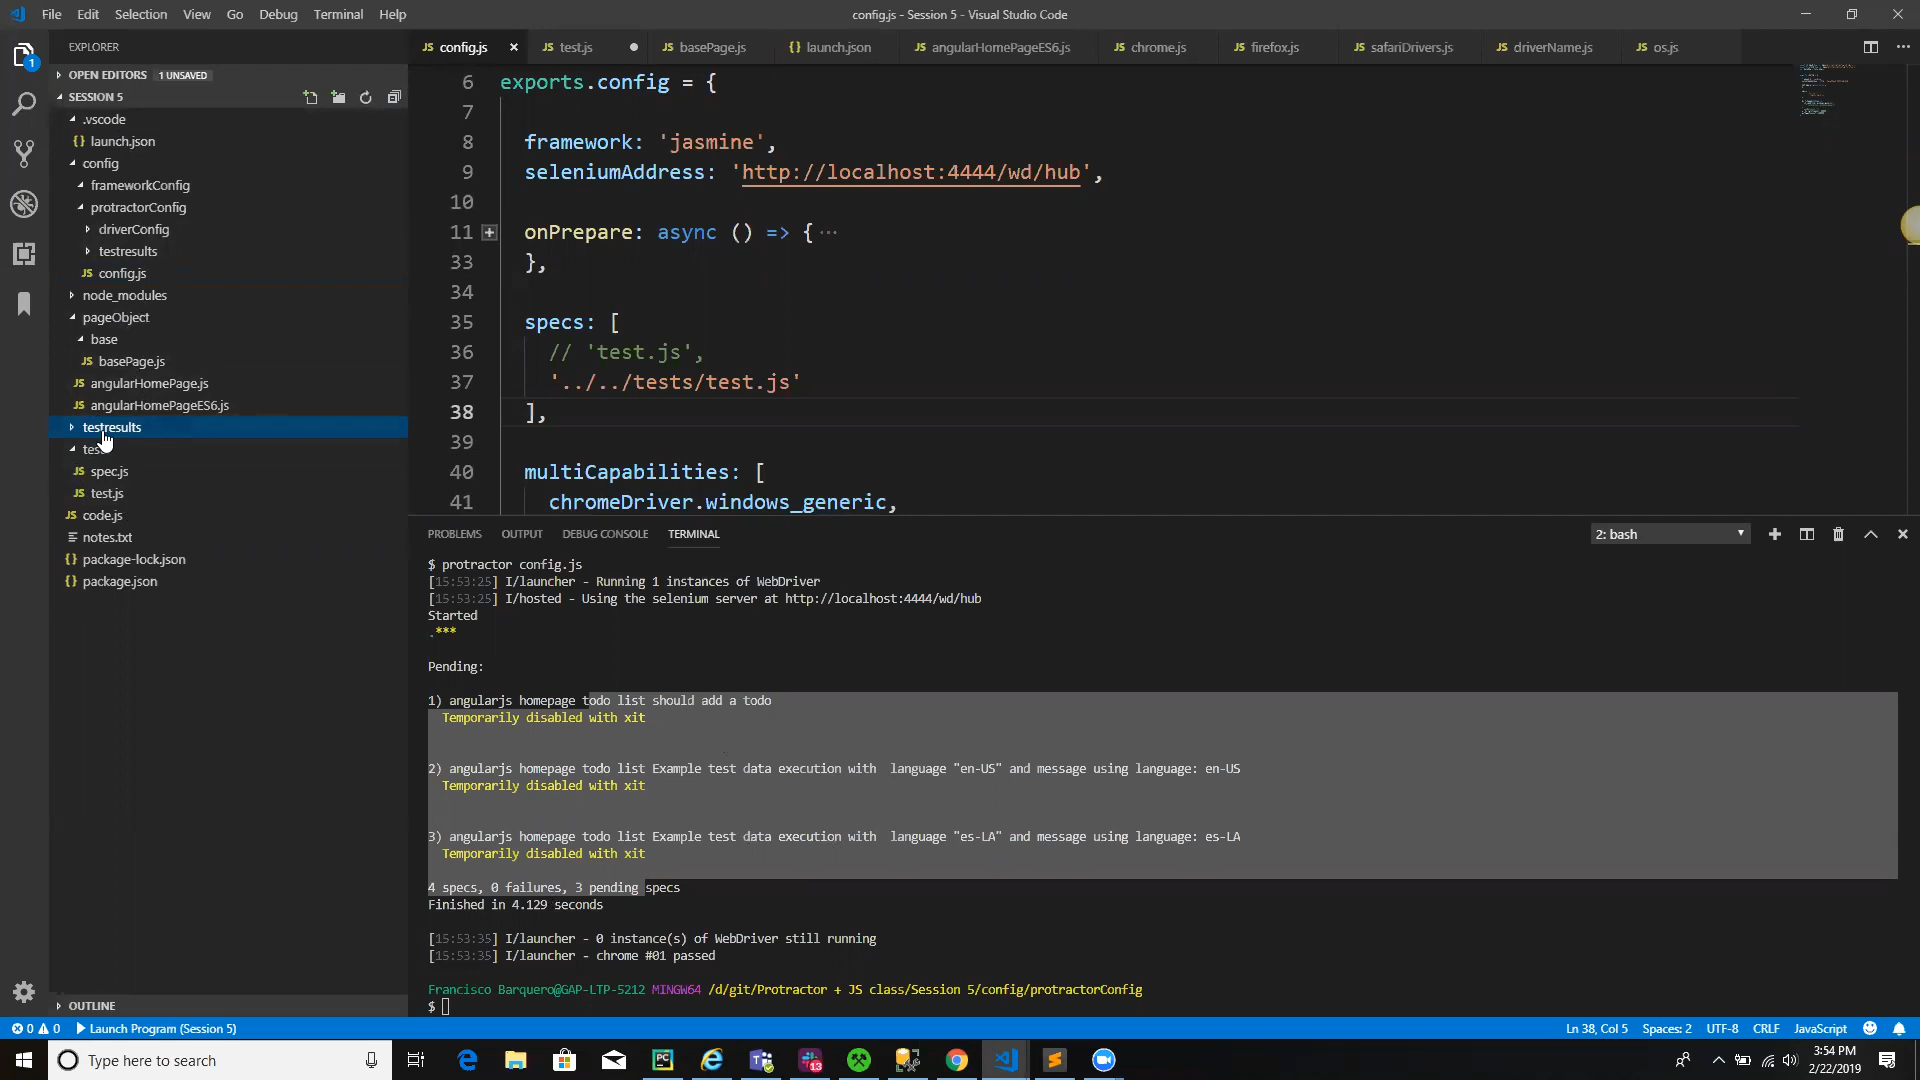 File Edit Selection View Go Debug Terminal Help
config.js - Session 5 - Visual Studio Code
EXPLORER
OPEN EDITORS 1 UNSAVED
SESSION 5
.vscode
launch.json
config
frameworkConfig
protractorConfig
driverConfig
testresults
config.js
node_modules
pageObject
base
basePage.js
angularHomePage.js
angularHomePageES6.js
testresults
spec.js
test.js
code.js
notes.txt
package-lock.json
package.json
OUTLINE
config.js test.js basePage.js launch.json angularHomePageES6.js chrome.js firefox.js safariDrivers.js driverName.js os.js
6 exports.config = {
7
8 framework: 'jasmine',
9 seleniumAddress: 'http://localhost:4444/wd/hub',
10
11 onPrepare: async () => { ···
33 },
34
35 specs: [
36 // 'test.js',
37 '../../tests/test.js'
38 ],
39
40 multiCapabilities: [
41 chromeDriver.windows_generic,
PROBLEMS OUTPUT DEBUG CONSOLE TERMINAL
2: bash
$ protractor config.js
[15:53:25] I/launcher - Running 1 instances of WebDriver
[15:53:25] I/hosted - Using the selenium server at http://localhost:4444/wd/hub
Started
.***
Pending:
1) angularjs homepage todo list should add a todo
Temporarily disabled with xit
2) angularjs homepage todo list Example test data execution with  language "en-US" and message using language: en-US
Temporarily disabled with xit
3) angularjs homepage todo list Example test data execution with  language "es-LA" and message using language: es-LA
Temporarily disabled with xit
4 specs, 0 failures, 3 pending specs
Finished in 4.129 seconds
[15:53:35] I/launcher - 0 instance(s) of WebDriver still running
[15:53:35] I/launcher - chrome #01 passed
Francisco Barquero@GAP-LTP-5212 MINGW64 /d/git/Protractor + JS class/Session 5/config/protractorConfig
$
0 0 Launch Program (Session 5)
Ln 38, Col 5 Spaces: 2 UTF-8 CRLF JavaScript
Type here to search
3:54 PM
2/22/2019